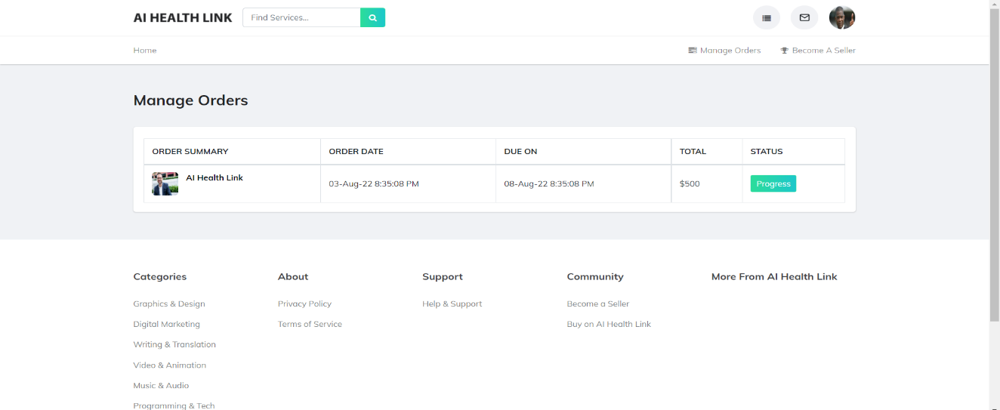 AI HEALTH LINK
Find Services...
Home
Manage Orders
Become A Seller
Manage Orders
ORDER SUMMARY ORDER DATE DUE ON TOTAL STATUS
AI Health Link 03-Aug-22 8:35:08 PM 08-Aug-22 8:35:08 PM $500 Progress
Categories
Graphics & Design
Digital Marketing
Writing & Translation
Video & Animation
Music & Audio
Programming & Tech
About
Privacy Policy
Terms of Service
Support
Help & Support
Community
Become a Seller
Buy on AI Health Link
More From AI Health Link